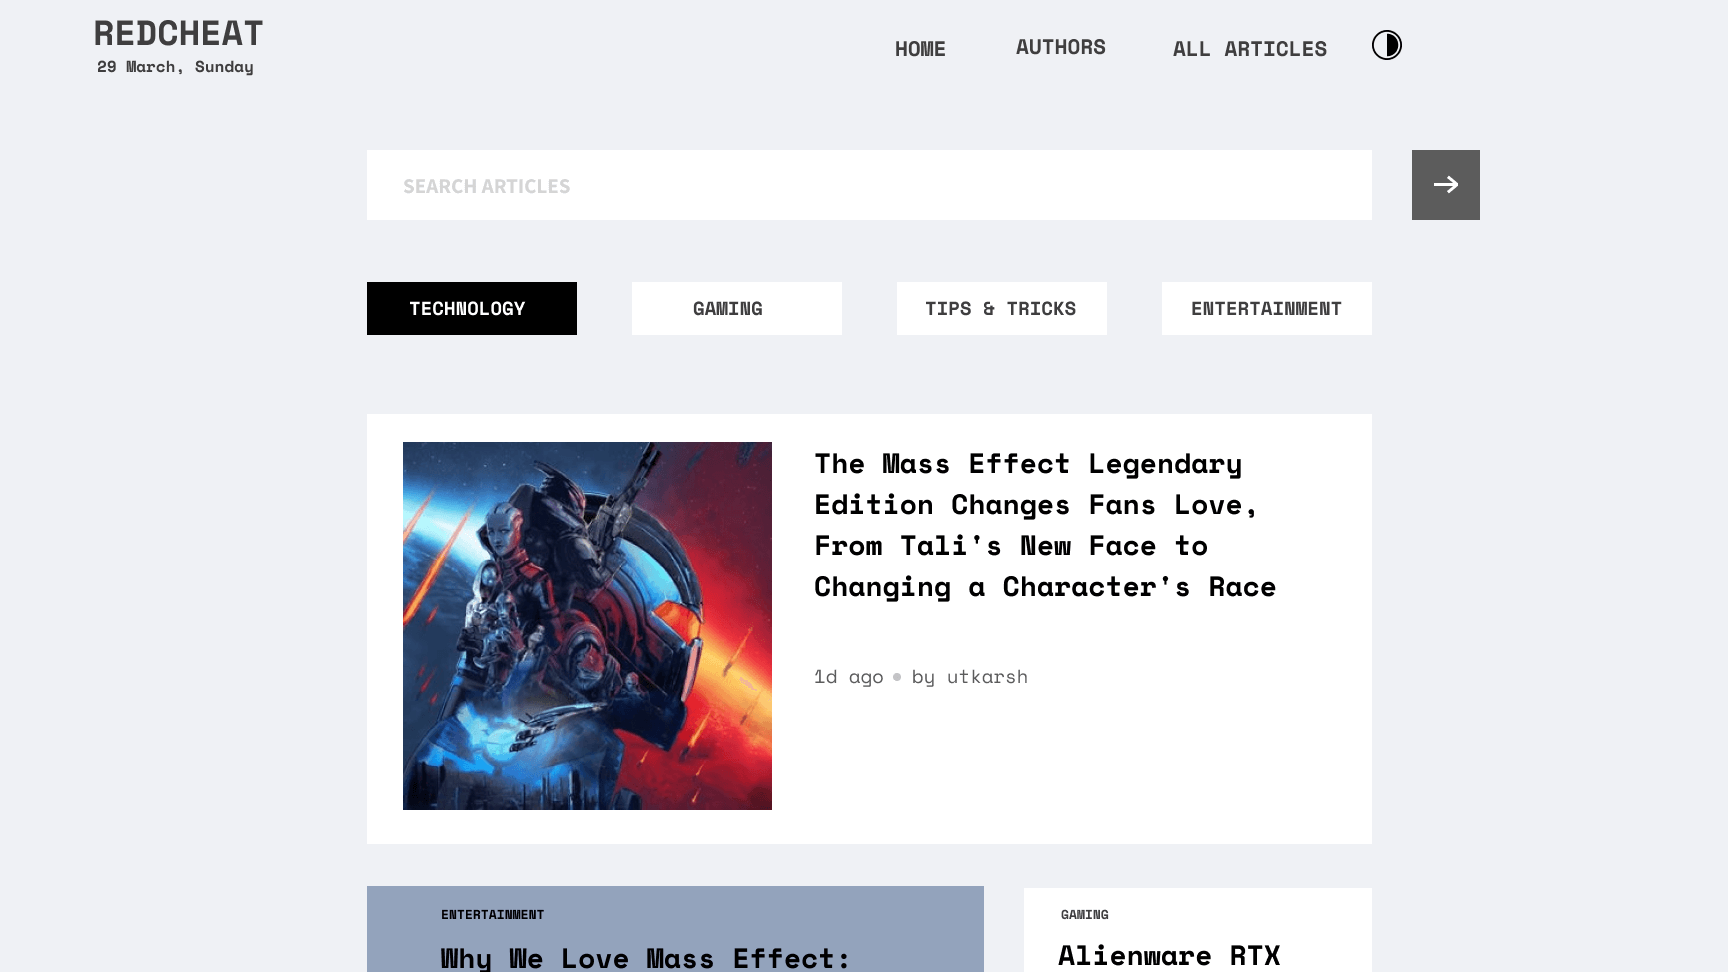 REDCHEAT
29 March, Sunday
HOME
AUTHORS
ALL ARTICLES
SEARCH ARTICLES
TECHNOLOGY
GAMING
TIPS & TRICKS
ENTERTAINMENT
The Mass Effect Legendary
Edition Changes Fans Love,
From Tali's New Face to
Changing a Character's Race
1d ago • by utkarsh
ENTERTAINMENT
Why We Love Mass Effect:
GAMING
Alienware RTX